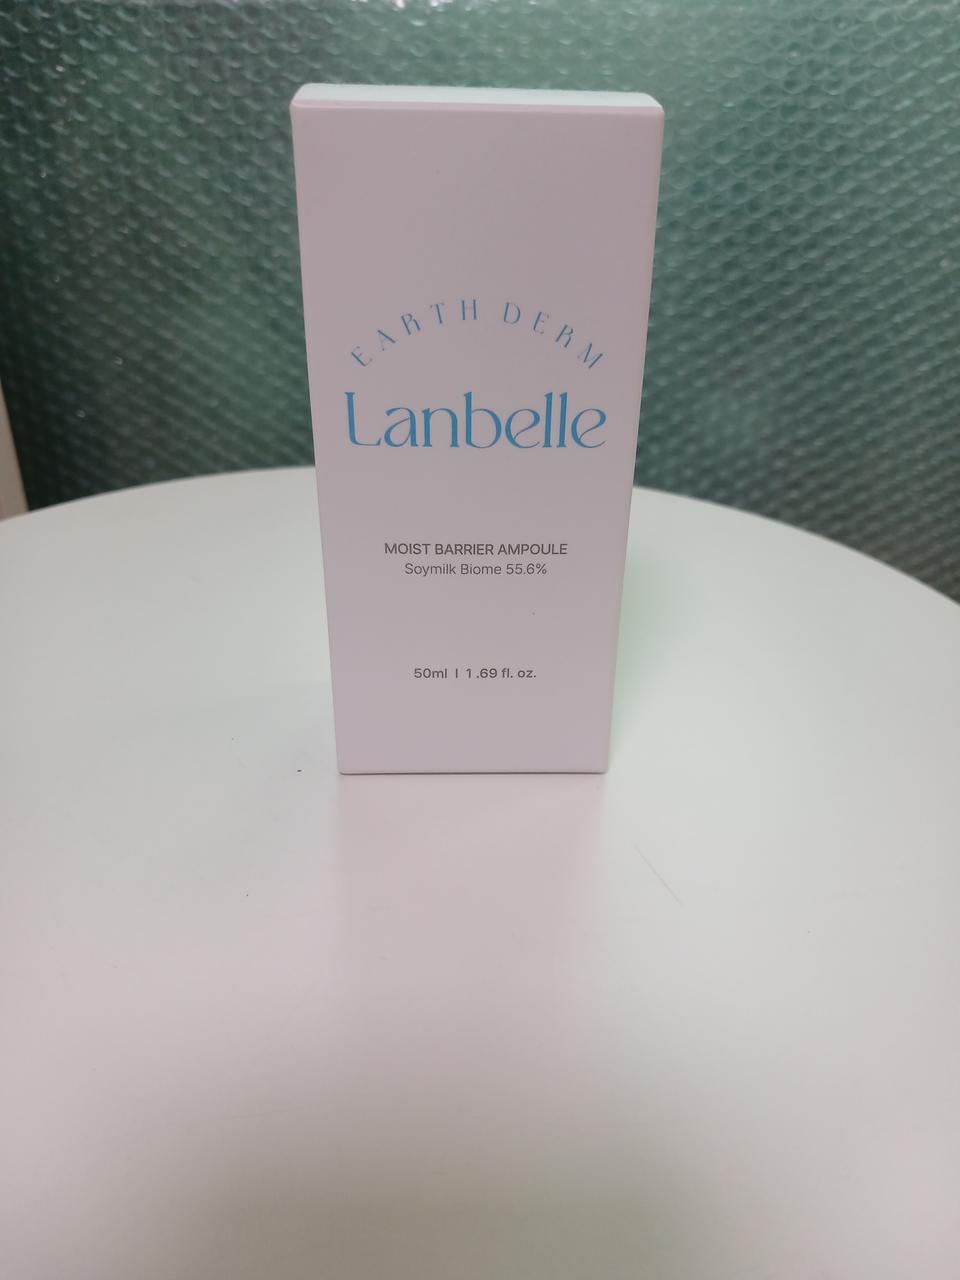 EARTH DERM
Lanbelle
MOIST BARRIER AMPOULE
Soymilk Biome 55.6%
50ml | 1.69 fl. oz.